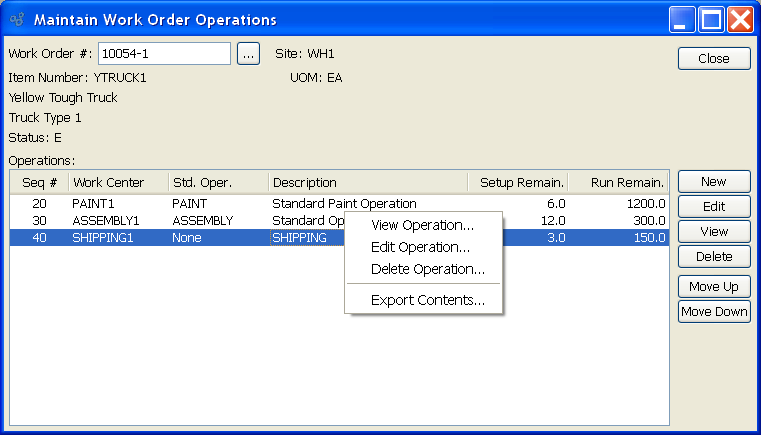 Maintain Work Order Operations
Work Order #: 10054-1 ... Site: WH1 Close
Item Number: YTRUCK1 UOM: EA
Yellow Tough Truck
Truck Type 1
Status: E
Operations:
Seq # Work Center Std. Oper. Description Setup Remain. Run Remain. New
20 PAINT1 PAINT Standard Paint Operation 6.0 1200.0 Edit
30 ASSEMBLY1 ASSEMBLY Standard Op 12.0 300.0 View
40 SHIPPING1 None SHIPPING 3.0 150.0 Delete
View Operation...
Edit Operation...
Delete Operation...
Export Contents...
Move Up
Move Down